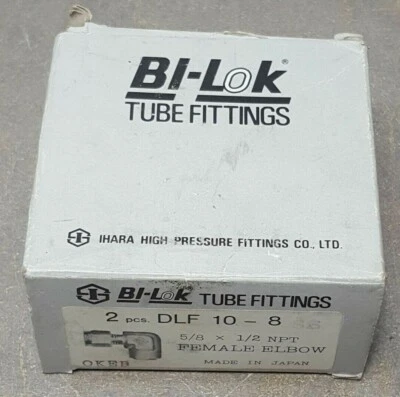 BI-Lok®
TUBE FITTINGS
IHARA HIGH PRESSURE FITTINGS CO., LTD.
BI-Lok TUBE FITTINGS
2 pcs. DLF 10 - 8
5/8 × 1/2 NPT
FEMALE ELBOW
MADE IN JAPAN